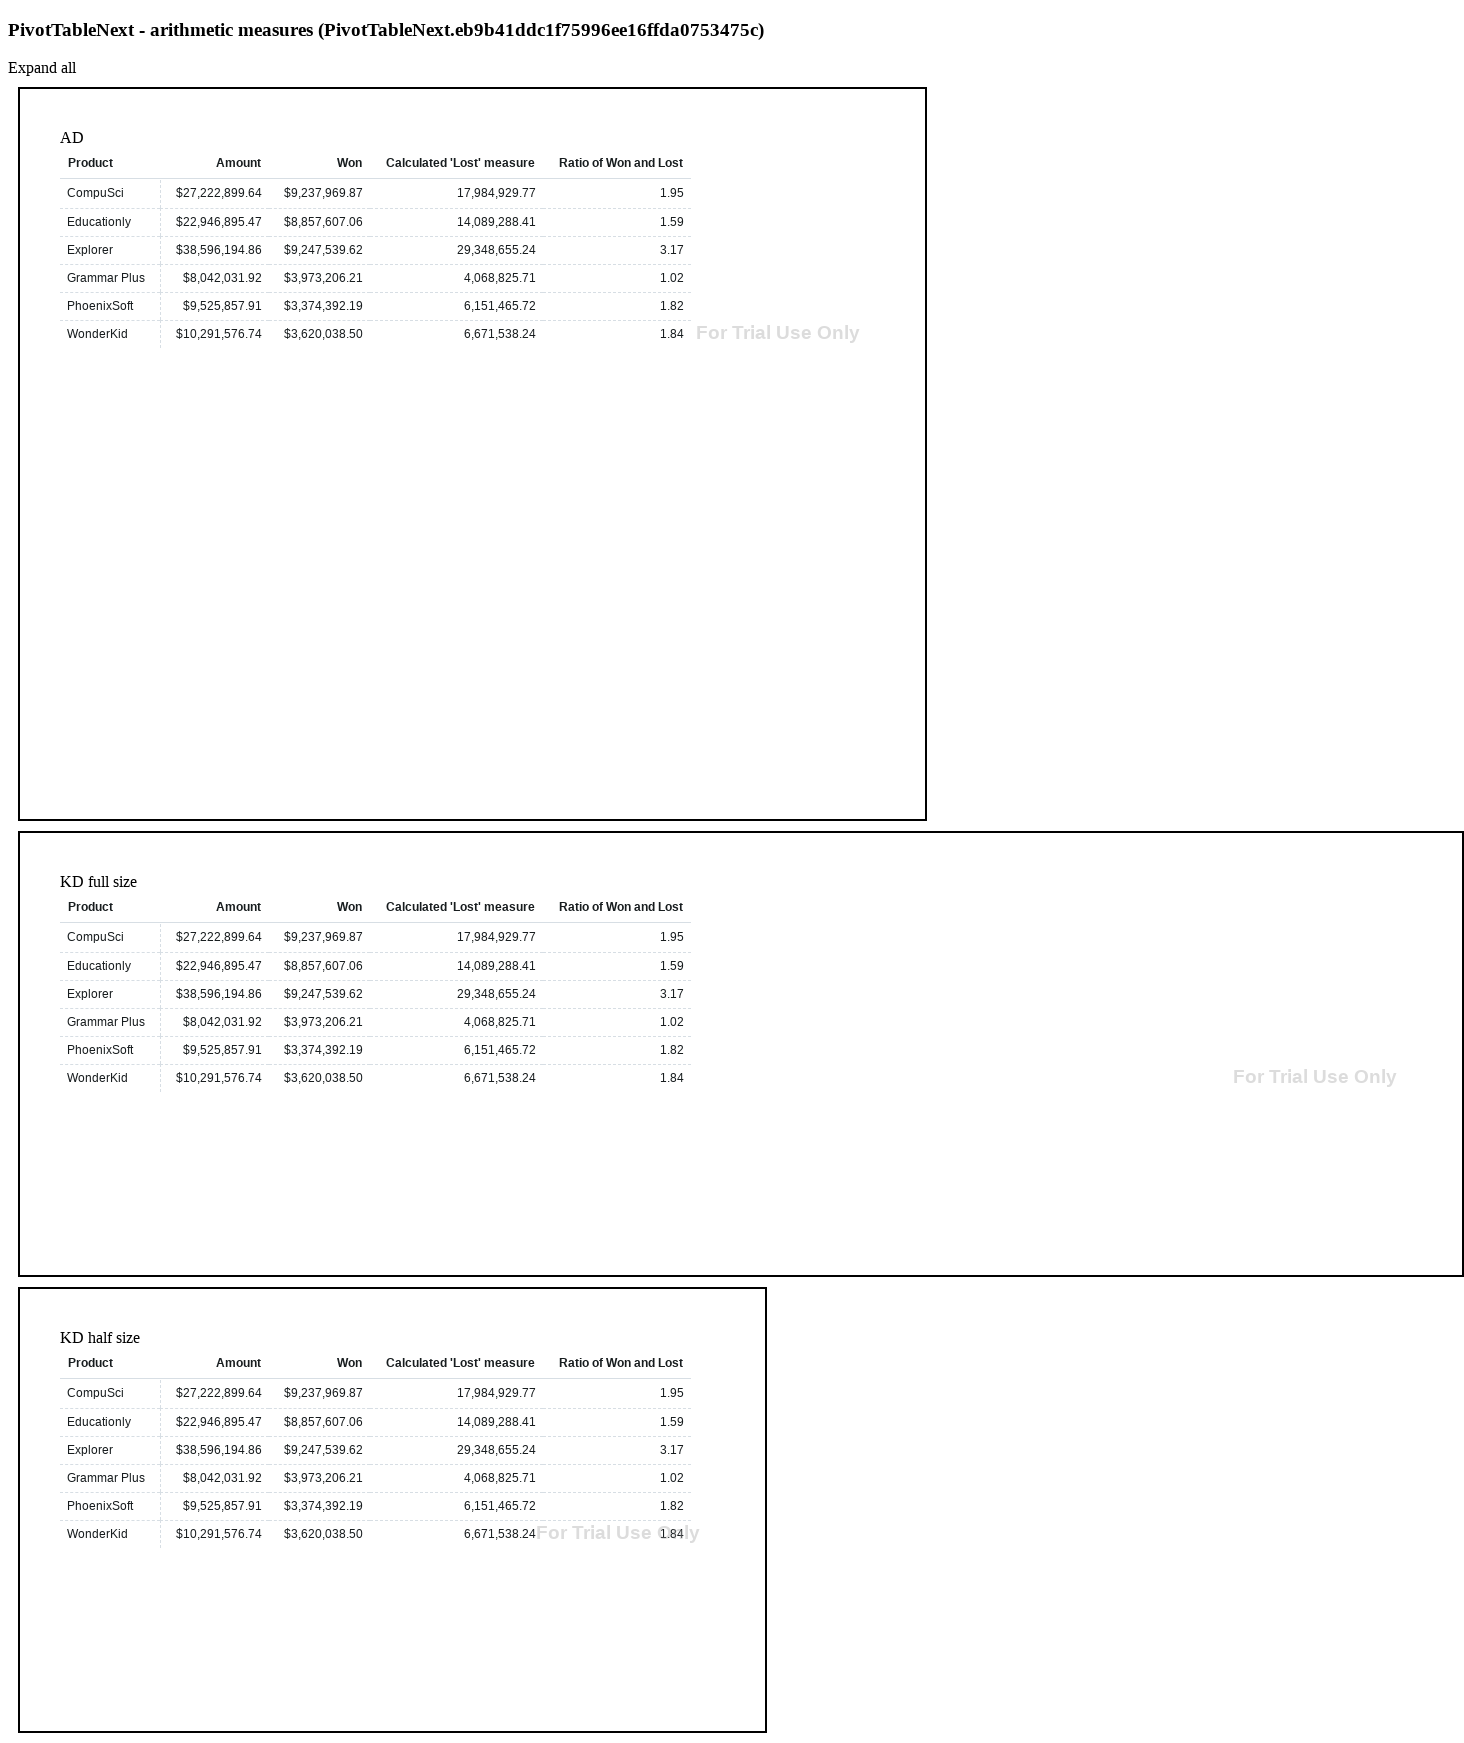 PivotTableNext - arithmetic measures (PivotTableNext.eb9b41ddc1f75996ee16ffda0753475c)
Expand all
AD
Product Amount Won Calculated 'Lost' measure Ratio of Won and Lost
CompuSci $27,222,899.64 $9,237,969.87 17,984,929.77 1.95
Educationly $22,946,895.47 $8,857,607.06 14,089,288.41 1.59
Explorer $38,596,194.86 $9,247,539.62 29,348,655.24 3.17
Grammar Plus $8,042,031.92 $3,973,206.21 4,068,825.71 1.02
PhoenixSoft $9,525,857.91 $3,374,392.19 6,151,465.72 1.82
WonderKid $10,291,576.74 $3,620,038.50 6,671,538.24 1.84 For Trial Use Only
KD full size
Product Amount Won Calculated 'Lost' measure Ratio of Won and Lost
CompuSci $27,222,899.64 $9,237,969.87 17,984,929.77 1.95
Educationly $22,946,895.47 $8,857,607.06 14,089,288.41 1.59
Explorer $38,596,194.86 $9,247,539.62 29,348,655.24 3.17
Grammar Plus $8,042,031.92 $3,973,206.21 4,068,825.71 1.02
PhoenixSoft $9,525,857.91 $3,374,392.19 6,151,465.72 1.82
WonderKid $10,291,576.74 $3,620,038.50 6,671,538.24 1.84 For Trial Use Only
KD half size
Product Amount Won Calculated 'Lost' measure Ratio of Won and Lost
CompuSci $27,222,899.64 $9,237,969.87 17,984,929.77 1.95
Educationly $22,946,895.47 $8,857,607.06 14,089,288.41 1.59
Explorer $38,596,194.86 $9,247,539.62 29,348,655.24 3.17
Grammar Plus $8,042,031.92 $3,973,206.21 4,068,825.71 1.02
PhoenixSoft $9,525,857.91 $3,374,392.19 6,151,465.72 1.82
WonderKid $10,291,576.74 $3,620,038.50 6,671,538.24 1.84 For Trial Use Only